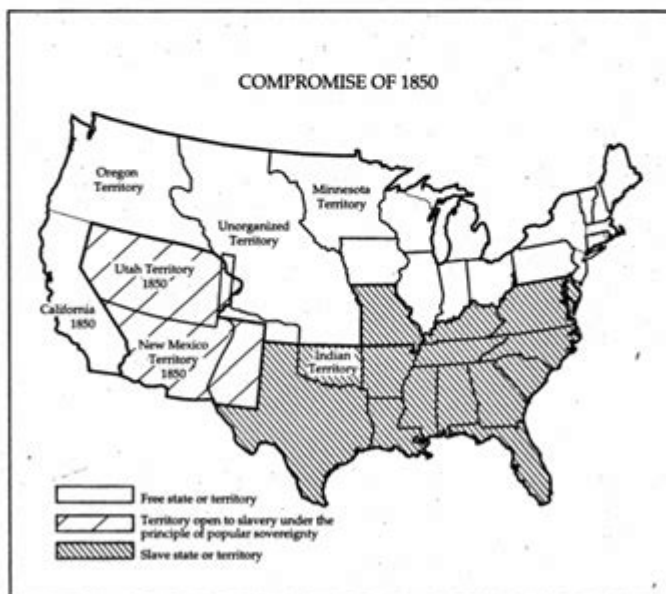 COMPROMISE OF 1850
Oregon
Territory
Minnesota
Territory
Unorganized
Territory
Utah Territory
1850
California
1850
New Mexico
Territory
1850
Indian
Territory
Free state or territory
Territory open to slavery under the
principle of popular sovereignty
Slave state or territory